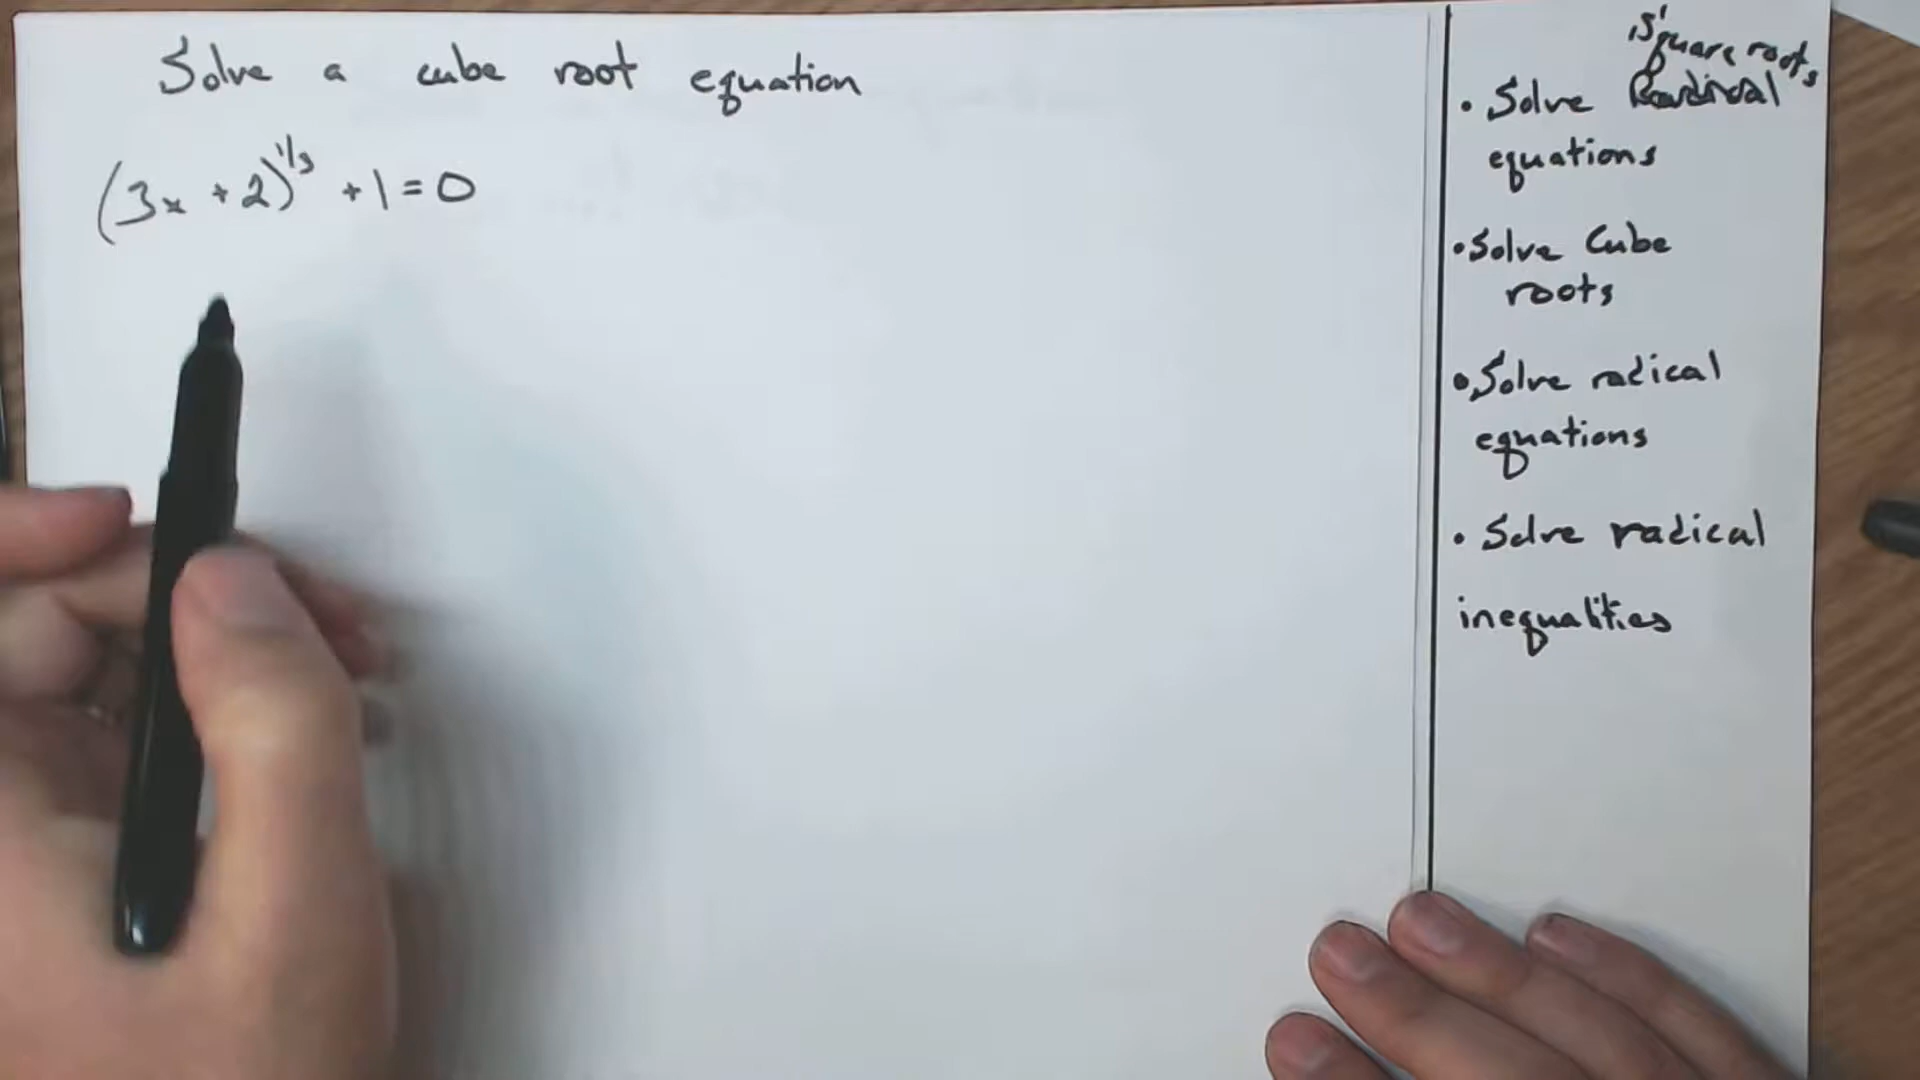 Solve a cube root equation
(3x + 2)^1/3 + 1 = 0
square roots
• Solve Radical
equations
• Solve Cube
roots
• Solve radical
equations
• Solve radical
inequalities